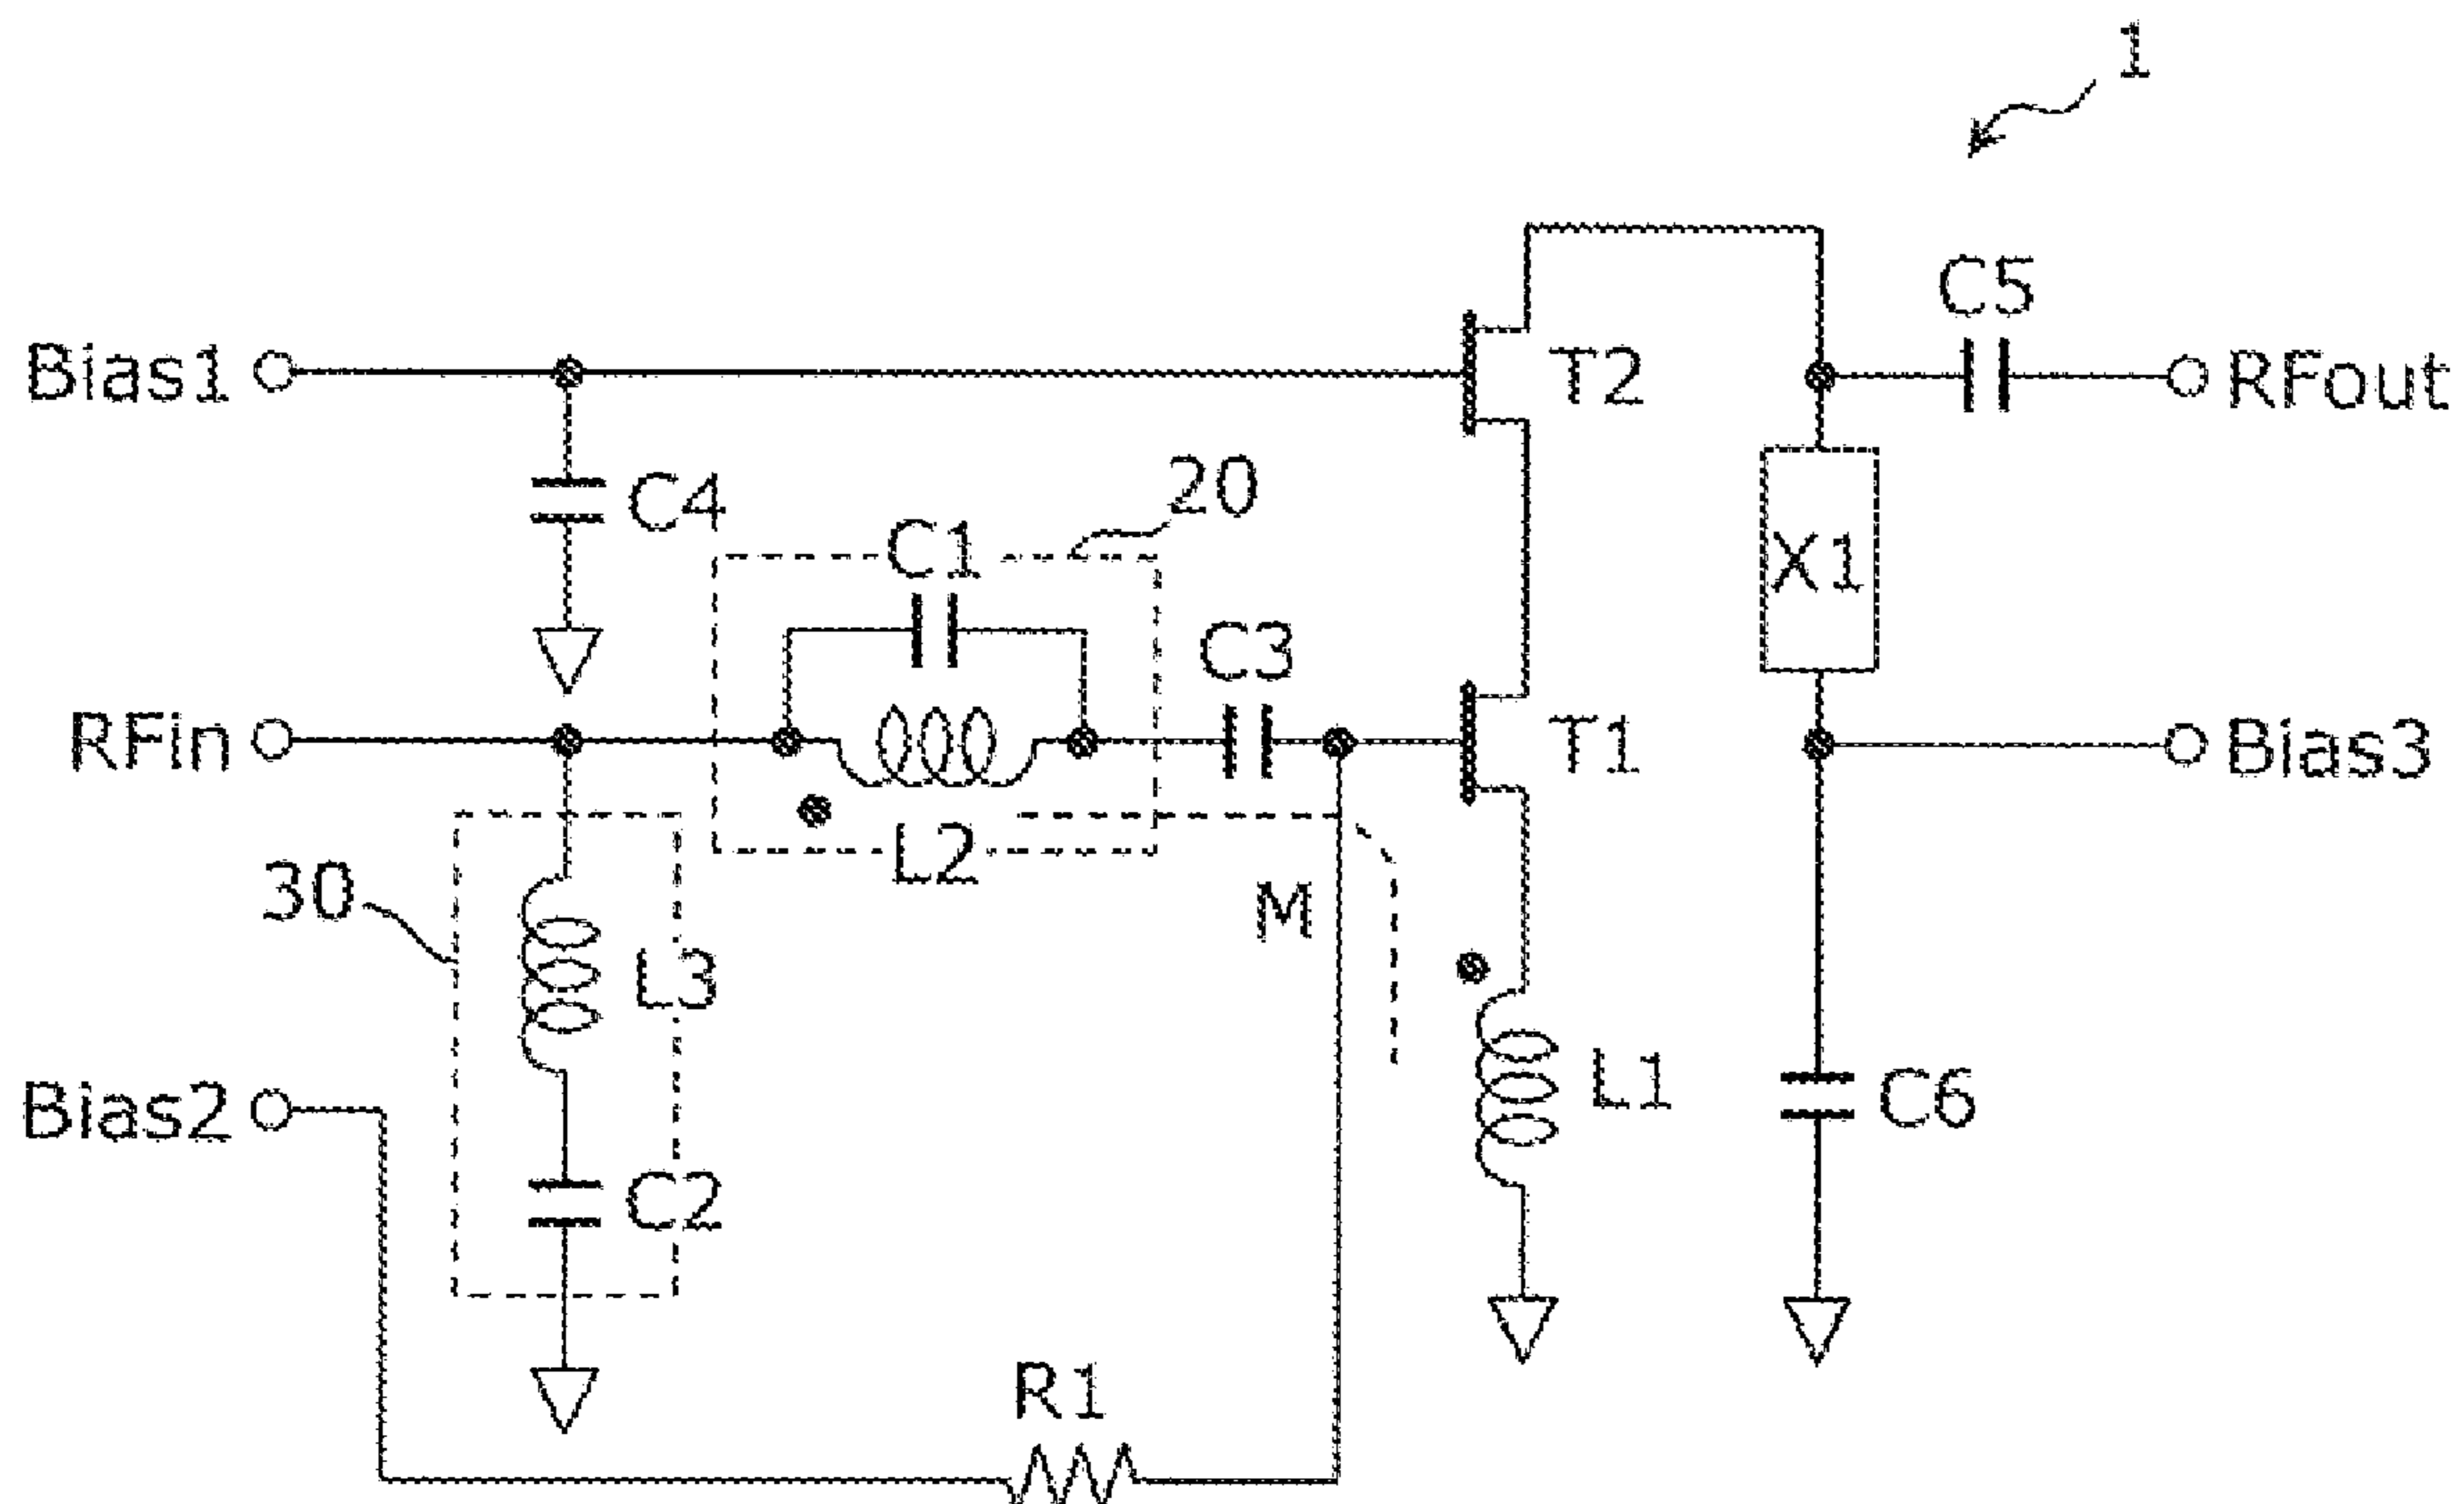 1
C5
Bias1
T2
RFout
C4
20
C1
X1
C3
RFin
T1
Bias3
L2
30
M
L3
L1
C6
Bias2
C2
R1